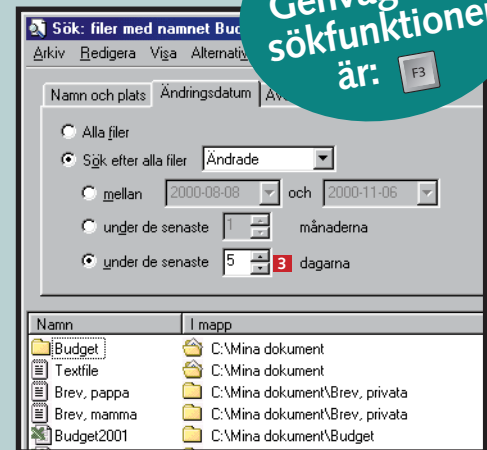 Sök: filer med namnet Bud
Genväg
sökfunktionen
är: F3
Arkiv Redigera Visa Alternativ
Namn och plats Ändringsdatum
Alla filer
Sök efter alla filer Ändrade
mellan 2000-08-08 och 2000-11-06
under de senaste 1 månaderna
under de senaste 5 3 dagarna
Namn I mapp
Budget C:\Mina dokument
Textfile C:\Mina dokument
Brev, pappa C:\Mina dokument\Brev, privata
Brev, mamma C:\Mina dokument\Brev, privata
Budget2001 C:\Mina dokument\Budget